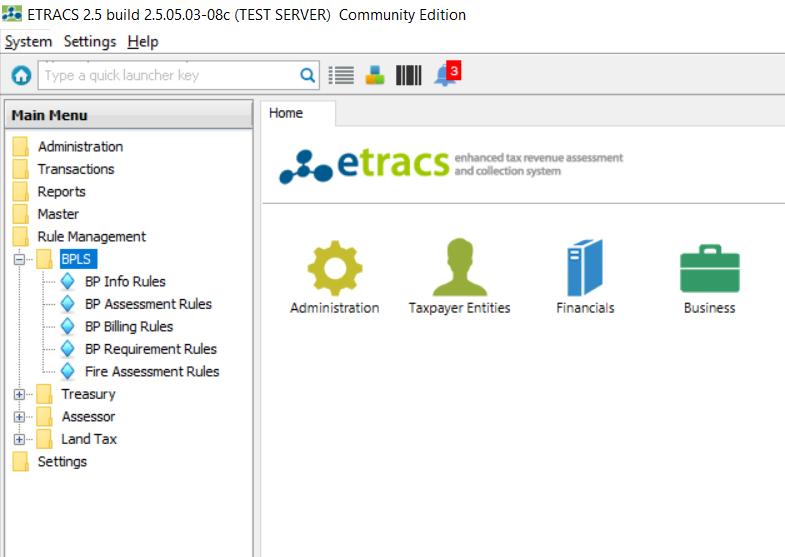 ETRACS 2.5 build 2.5.05.03-08c (TEST SERVER)  Community Edition
System Settings Help
Type a quick launcher key
3
Main Menu
Home
Administration
Transactions
Reports
Master
Rule Management
BPLS
BP Info Rules
BP Assessment Rules
BP Billing Rules
BP Requirement Rules
Fire Assessment Rules
Treasury
Assessor
Land Tax
Settings
etracs
enhanced tax revenue assessment
and collection system
Administration
Taxpayer Entities
Financials
Business